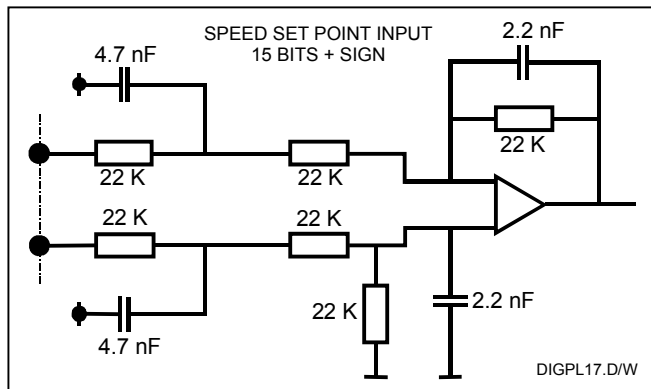 SPEED SET POINT INPUT
15 BITS + SIGN
2.2 nF
4.7 nF
22 K
22 K
22 K
22 K
22 K
22 K
2.2 nF
4.7 nF
DIGPL17.D/W